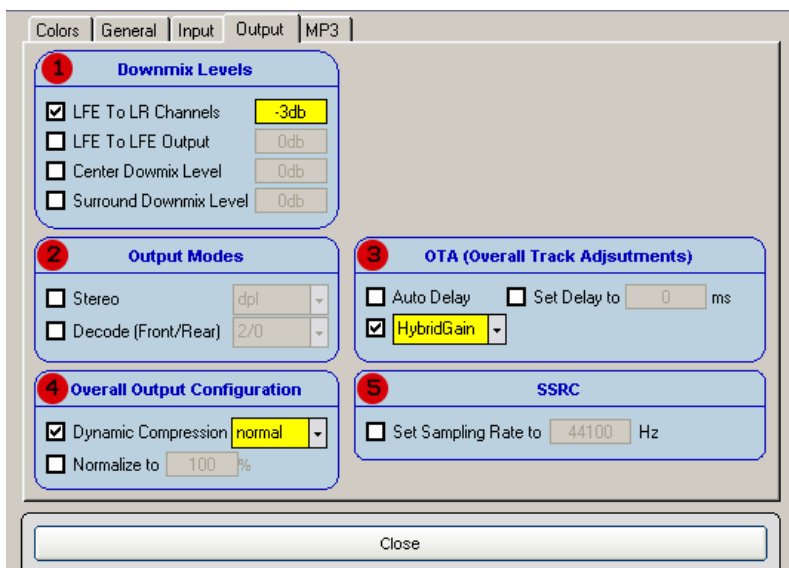 Colors General Input Output MP3
1 Downmix Levels
LFE To LR Channels -3db
LFE To LFE Output 0db
Center Dowmix Level 0db
Surround Downmix Level 0db
2 Output Modes
Stereo dpl
Decode (Front/Rear) 2/0
3 OTA (Overall Track Adjsutments)
Auto Delay Set Delay to 0 ms
HybridGain
4 Overall Output Configuration
Dynamic Compression normal
Normalize to 100 %
5 SSRC
Set Sampling Rate to 44100 Hz
Close